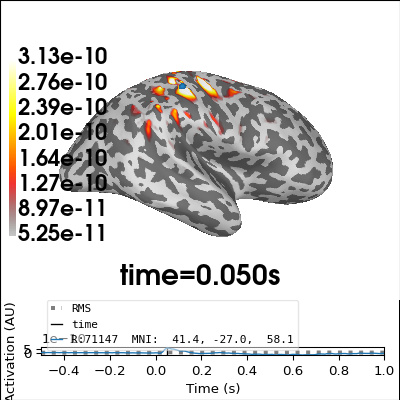 3.13e-10
2.76e-10
2.39e-10
2.01e-10
1.64e-10
1.27e-10
8.97e-11
5.25e-11
time=0.050s
RMS
time
R:71147 MNI: 41.4, -27.0, 58.1
5
0
Activation (AU)
−0.4 −0.2 0.0 0.2 0.4 0.6 0.8 1.0
Time (s)